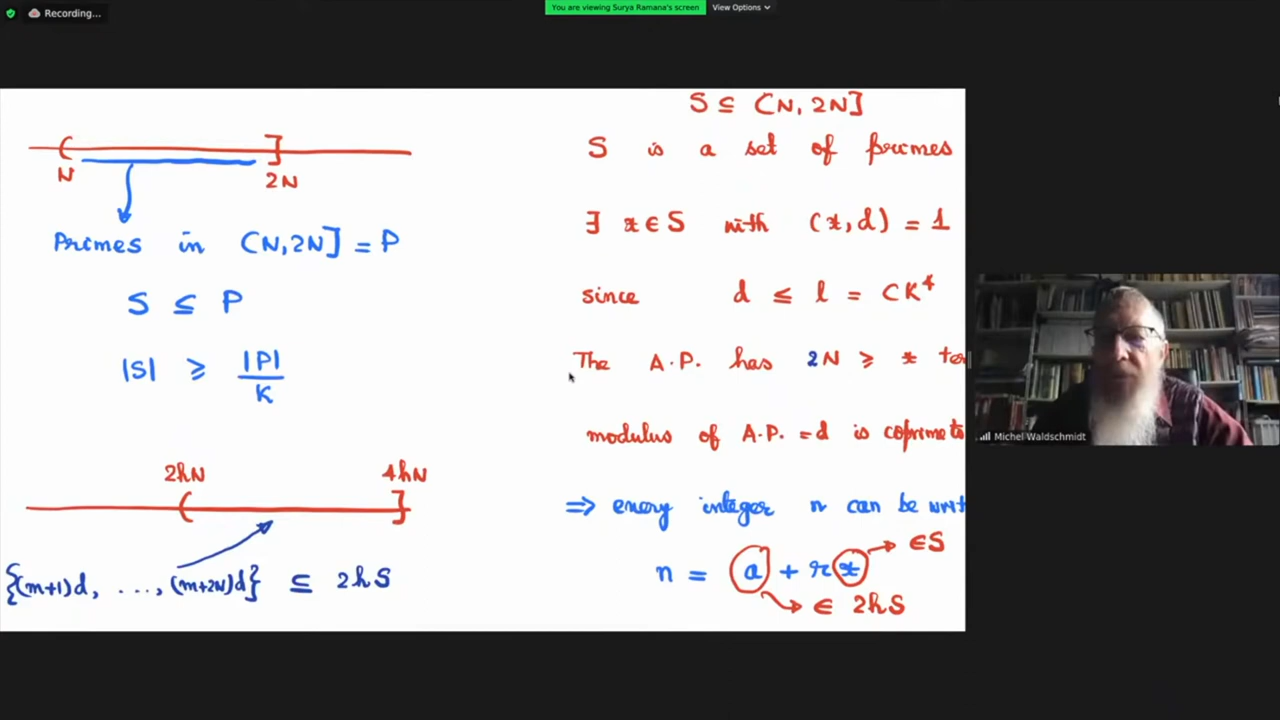 Recording...
You are viewing Surya Ramana's screen
View Options
N
2N
Primes in (N, 2N] = P
S ⊆ P
|S| ≥ |P|
K
2hN
4hN
{(m+1)d, ..., (m+2N)d} ⊆ 2hS
S ⊆ (N, 2N]
S is a set of primes
∃ x ∈ S with (x, d) = 1
since d ≤ l = CK⁴
The A.P. has 2N ≥ x
modulus of A.P. = d is coprime to
⇒ every integer n can be
n = a + rx → ∈S
→ ∈ 2hS
Michel Waldschmidt